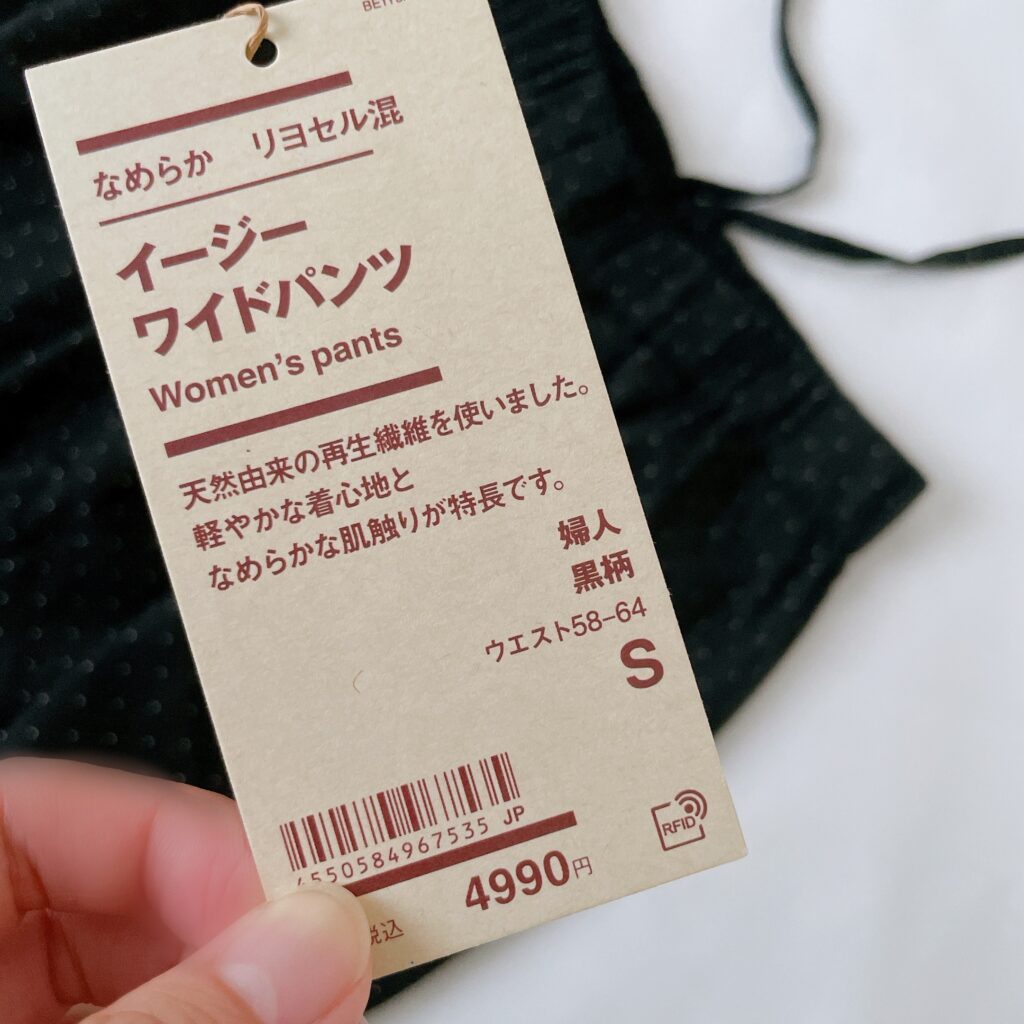 なめらか リヨセル混
イージー
ワイドパンツ
Women's pants
天然由来の再生繊維を使いました。
軽やかな着心地と
なめらかな肌触りが特長です。
婦人
黒柄
ウエスト58-64
S
4550584967535 JP
RFID
4990円
税込